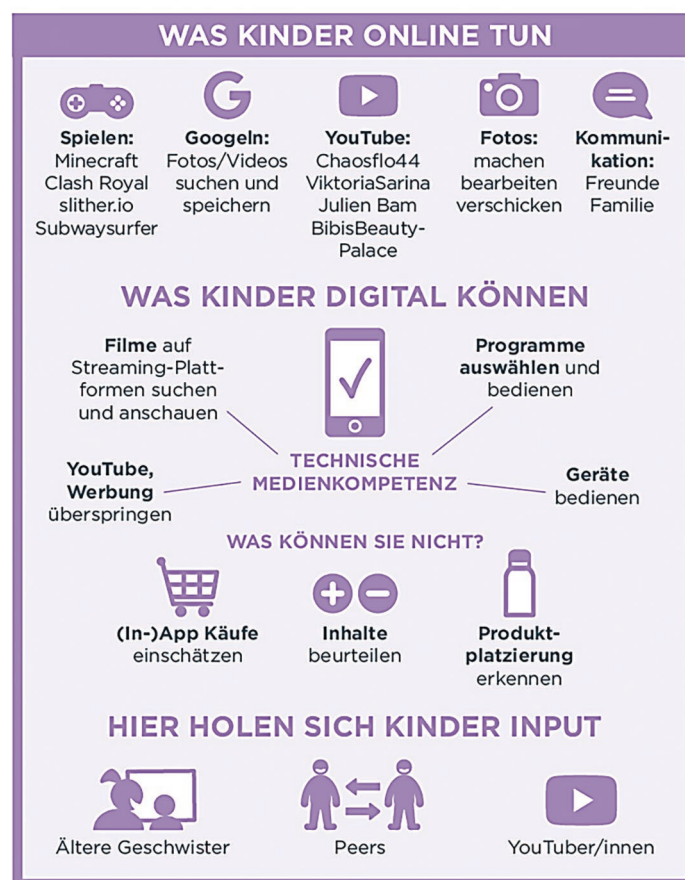 WAS KINDER ONLINE TUN
Spielen:
Minecraft
Clash Royal
slither.io
Subwaysurfer
Googeln:
Fotos/Videos
suchen und
speichern
YouTube:
Chaosflo44
ViktoriaSarina
Julien Bam
BibisBeauty-
Palace
Fotos:
machen
bearbeiten
verschicken
Kommuni-
kation:
Freunde
Familie
WAS KINDER DIGITAL KÖNNEN
Filme auf
Streaming-Platt-
formen suchen
und anschauen
Programme
auswählen und
bedienen
TECHNISCHE
MEDIENKOMPETENZ
YouTube,
Werbung
überspringen
Geräte
bedienen
WAS KÖNNEN SIE NICHT?
(In-)App Käufe
einschätzen
Inhalte
beurteilen
Produkt-
platzierung
erkennen
HIER HOLEN SICH KINDER INPUT
Ältere Geschwister
Peers
YouTuber/innen